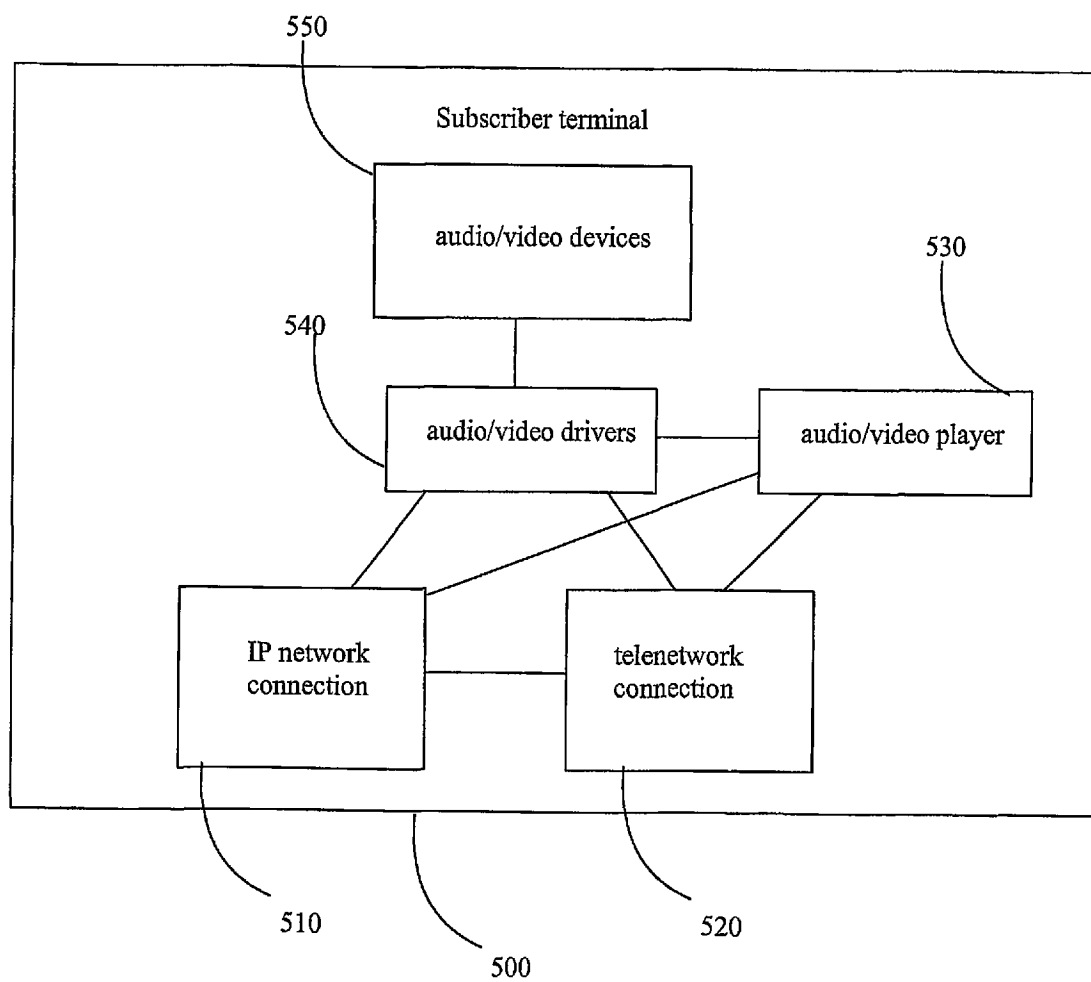 550
Subscriber terminal
audio/video devices
530
540
audio/video drivers
audio/video player
IP network
connection
telenetwork
connection
510
520
500